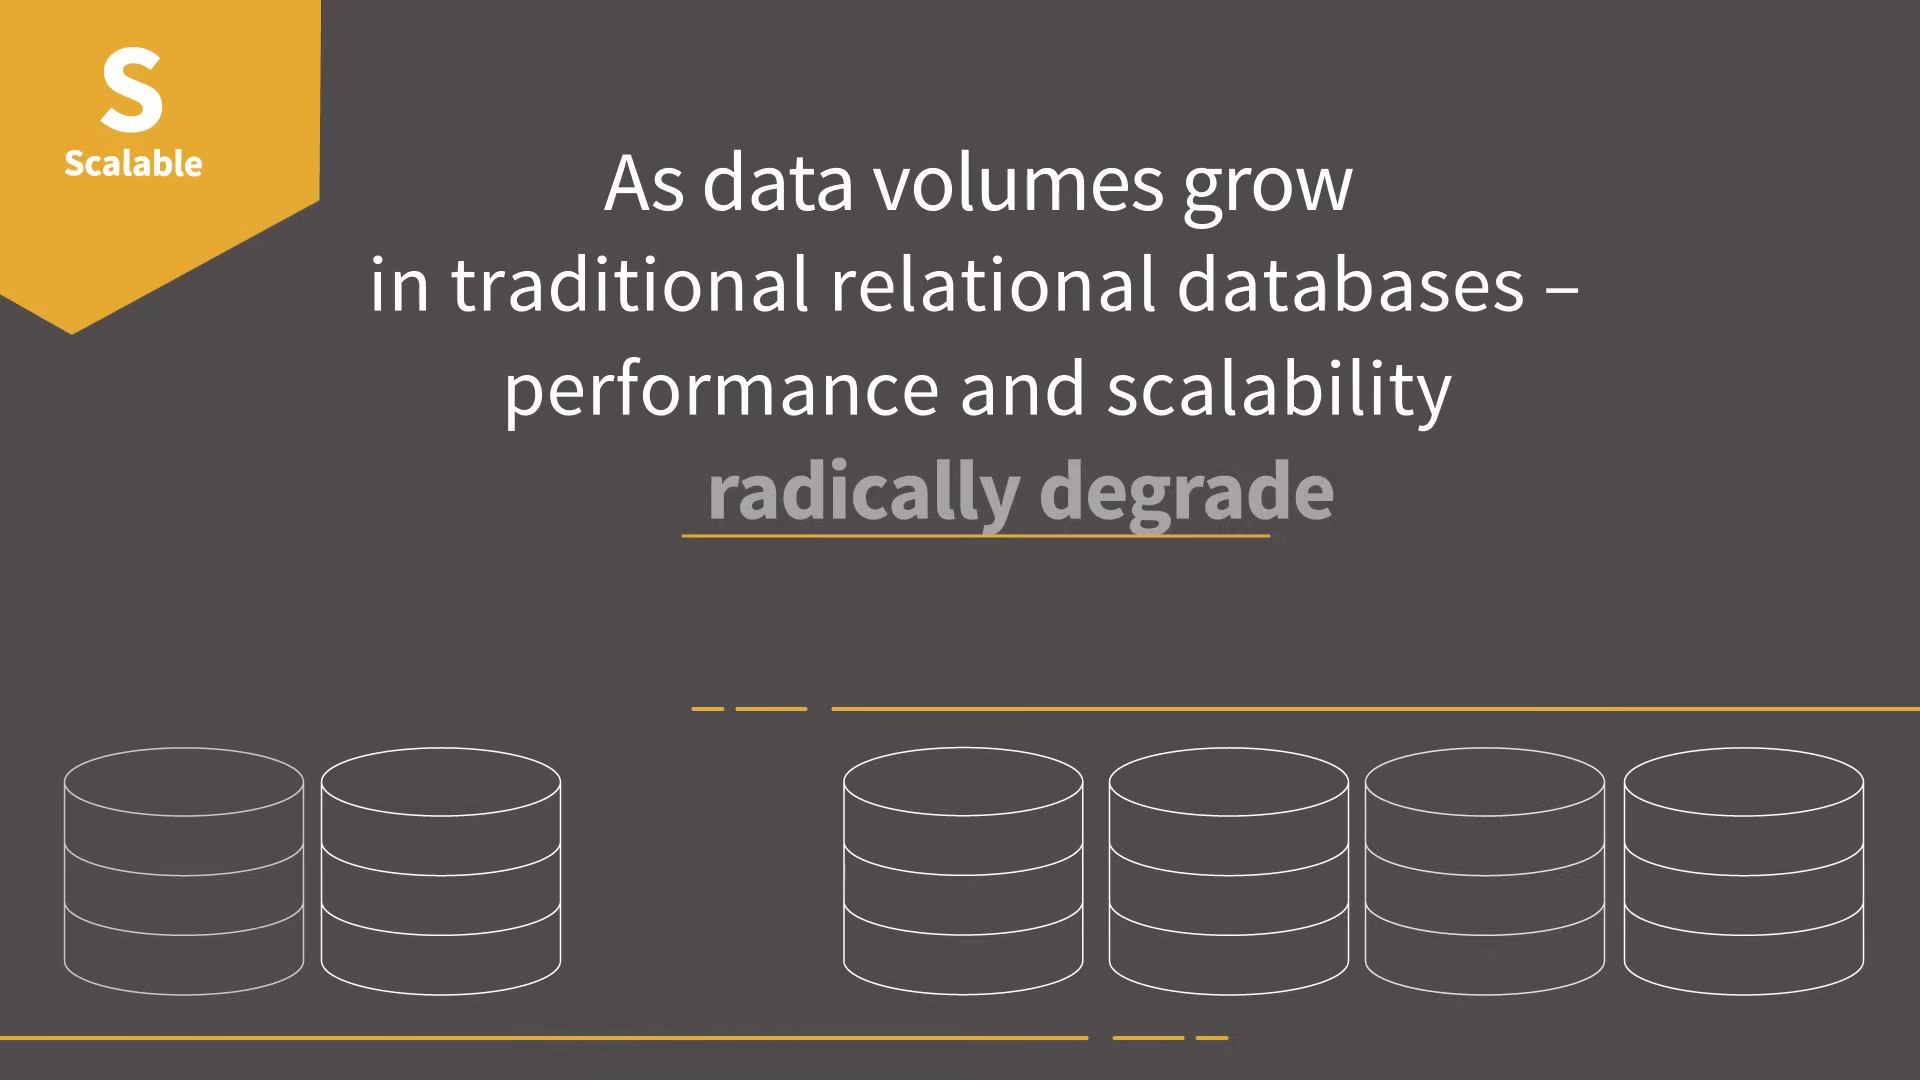 S
Scalable
As data volumes grow
in traditional relational databases –
performance and scalability
radically degrade